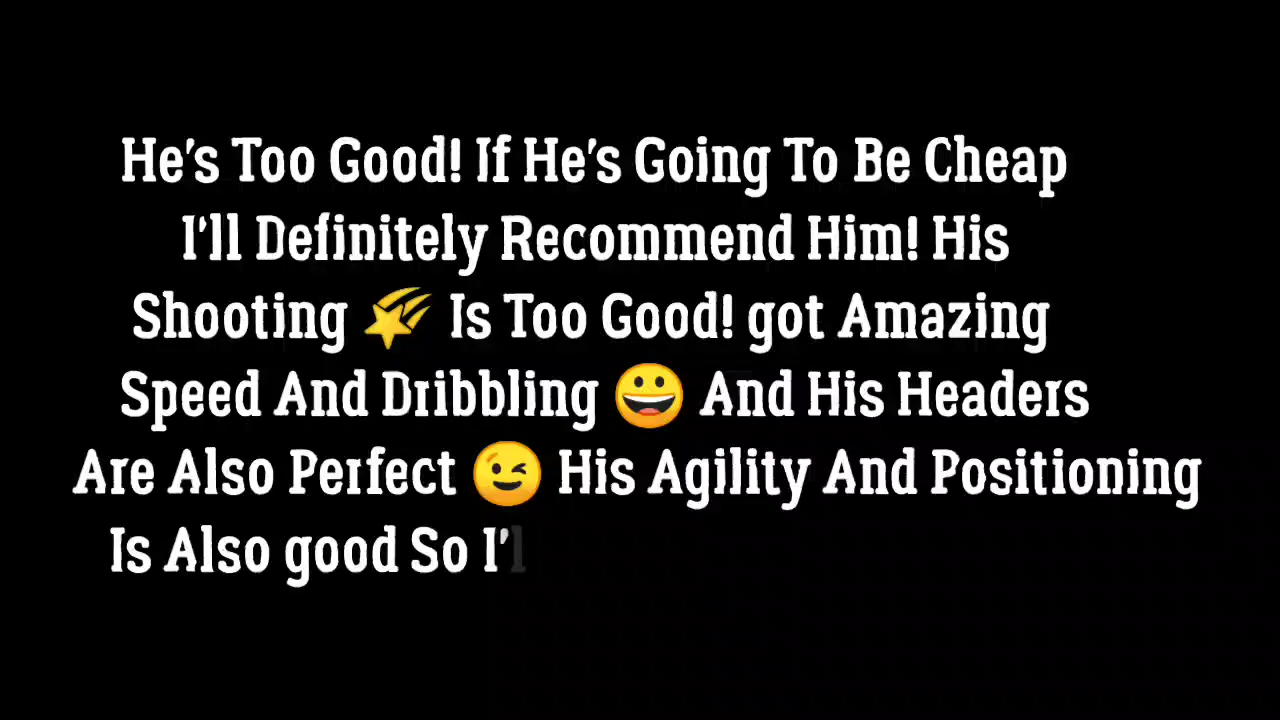 He's Too Good! If He's Going To Be Cheap
I'll Definitely Recommend Him! His
Shooting 🌠 Is Too Good! got Amazing
Speed And Dribbling 😀 And His Headers
Are Also Perfect 😉 His Agility And Positioning
Is Also good So I'l